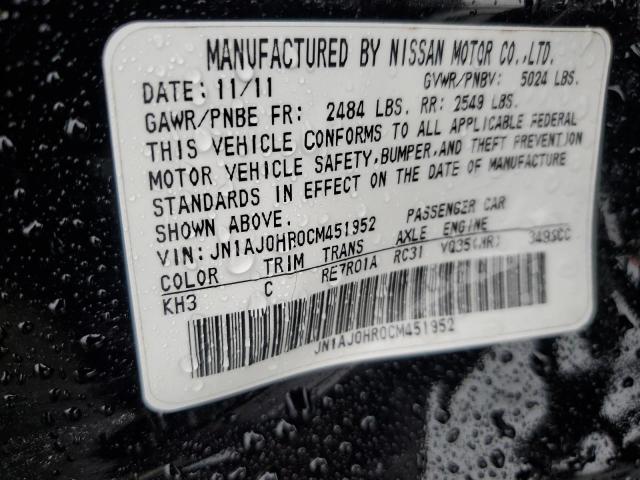 MANUFACTURED BY NISSAN MOTOR CO.,LTD.
DATE: 11/11 GVWR/PNBV: 5024 LBS.
GAWR/PNBE FR: 2484 LBS. RR: 2549 LBS.
THIS VEHICLE CONFORMS TO ALL APPLICABLE FEDERAL
MOTOR VEHICLE SAFETY, BUMPER, AND THEFT PREVENTION
STANDARDS IN EFFECT ON THE DATE OF MANUFACTURE
SHOWN ABOVE.
VIN: JN1AJ0HR0CM451952 PASSENGER CAR
COLOR TRIM TRANS AXLE ENGINE
KH3 C RE7R01A RC31 VQ35(HR) 3498CC
JN1AJ0HR0CM451952